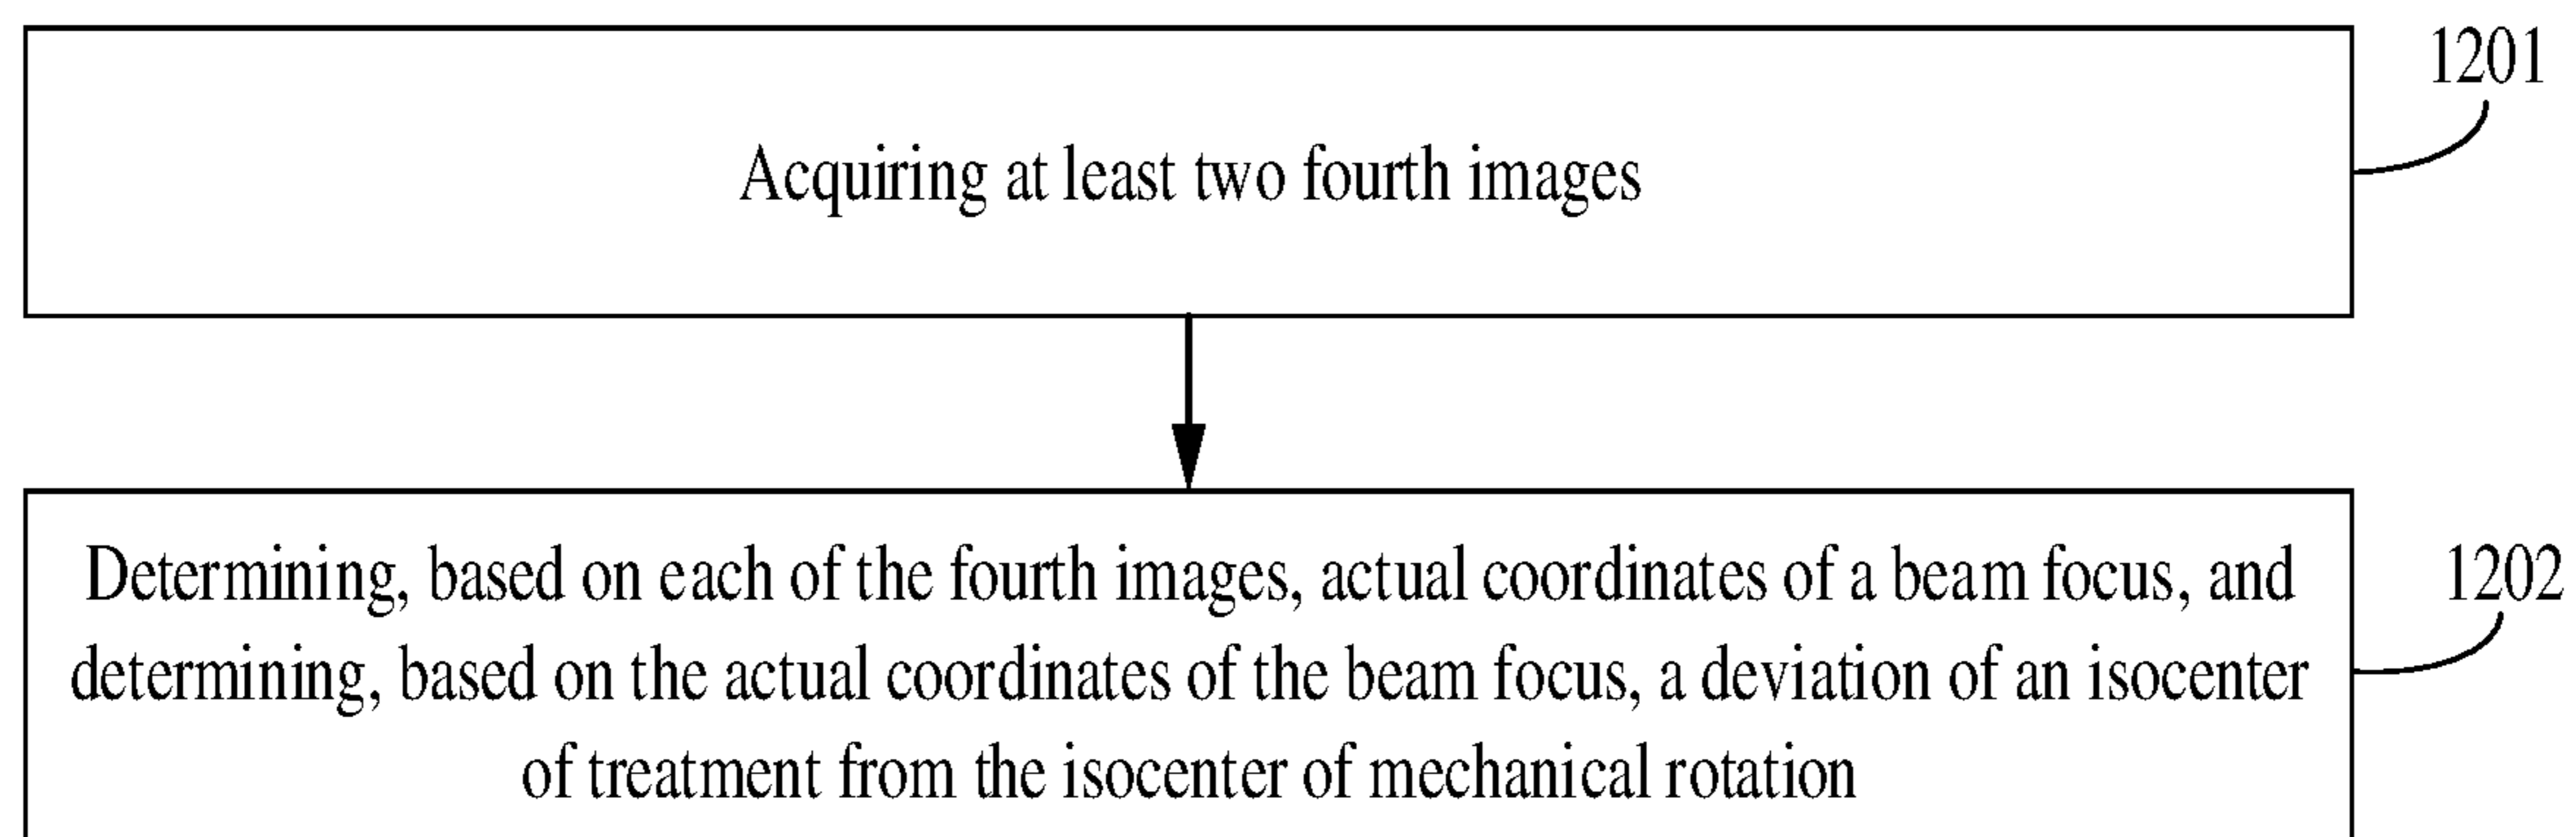 1201
Acquiring at least two fourth images
Determining, based on each of the fourth images, actual coordinates of a beam focus, and
1202
determining, based on the actual coordinates of the beam focus, a deviation of an isocenter
of treatment from the isocenter of mechanical rotation